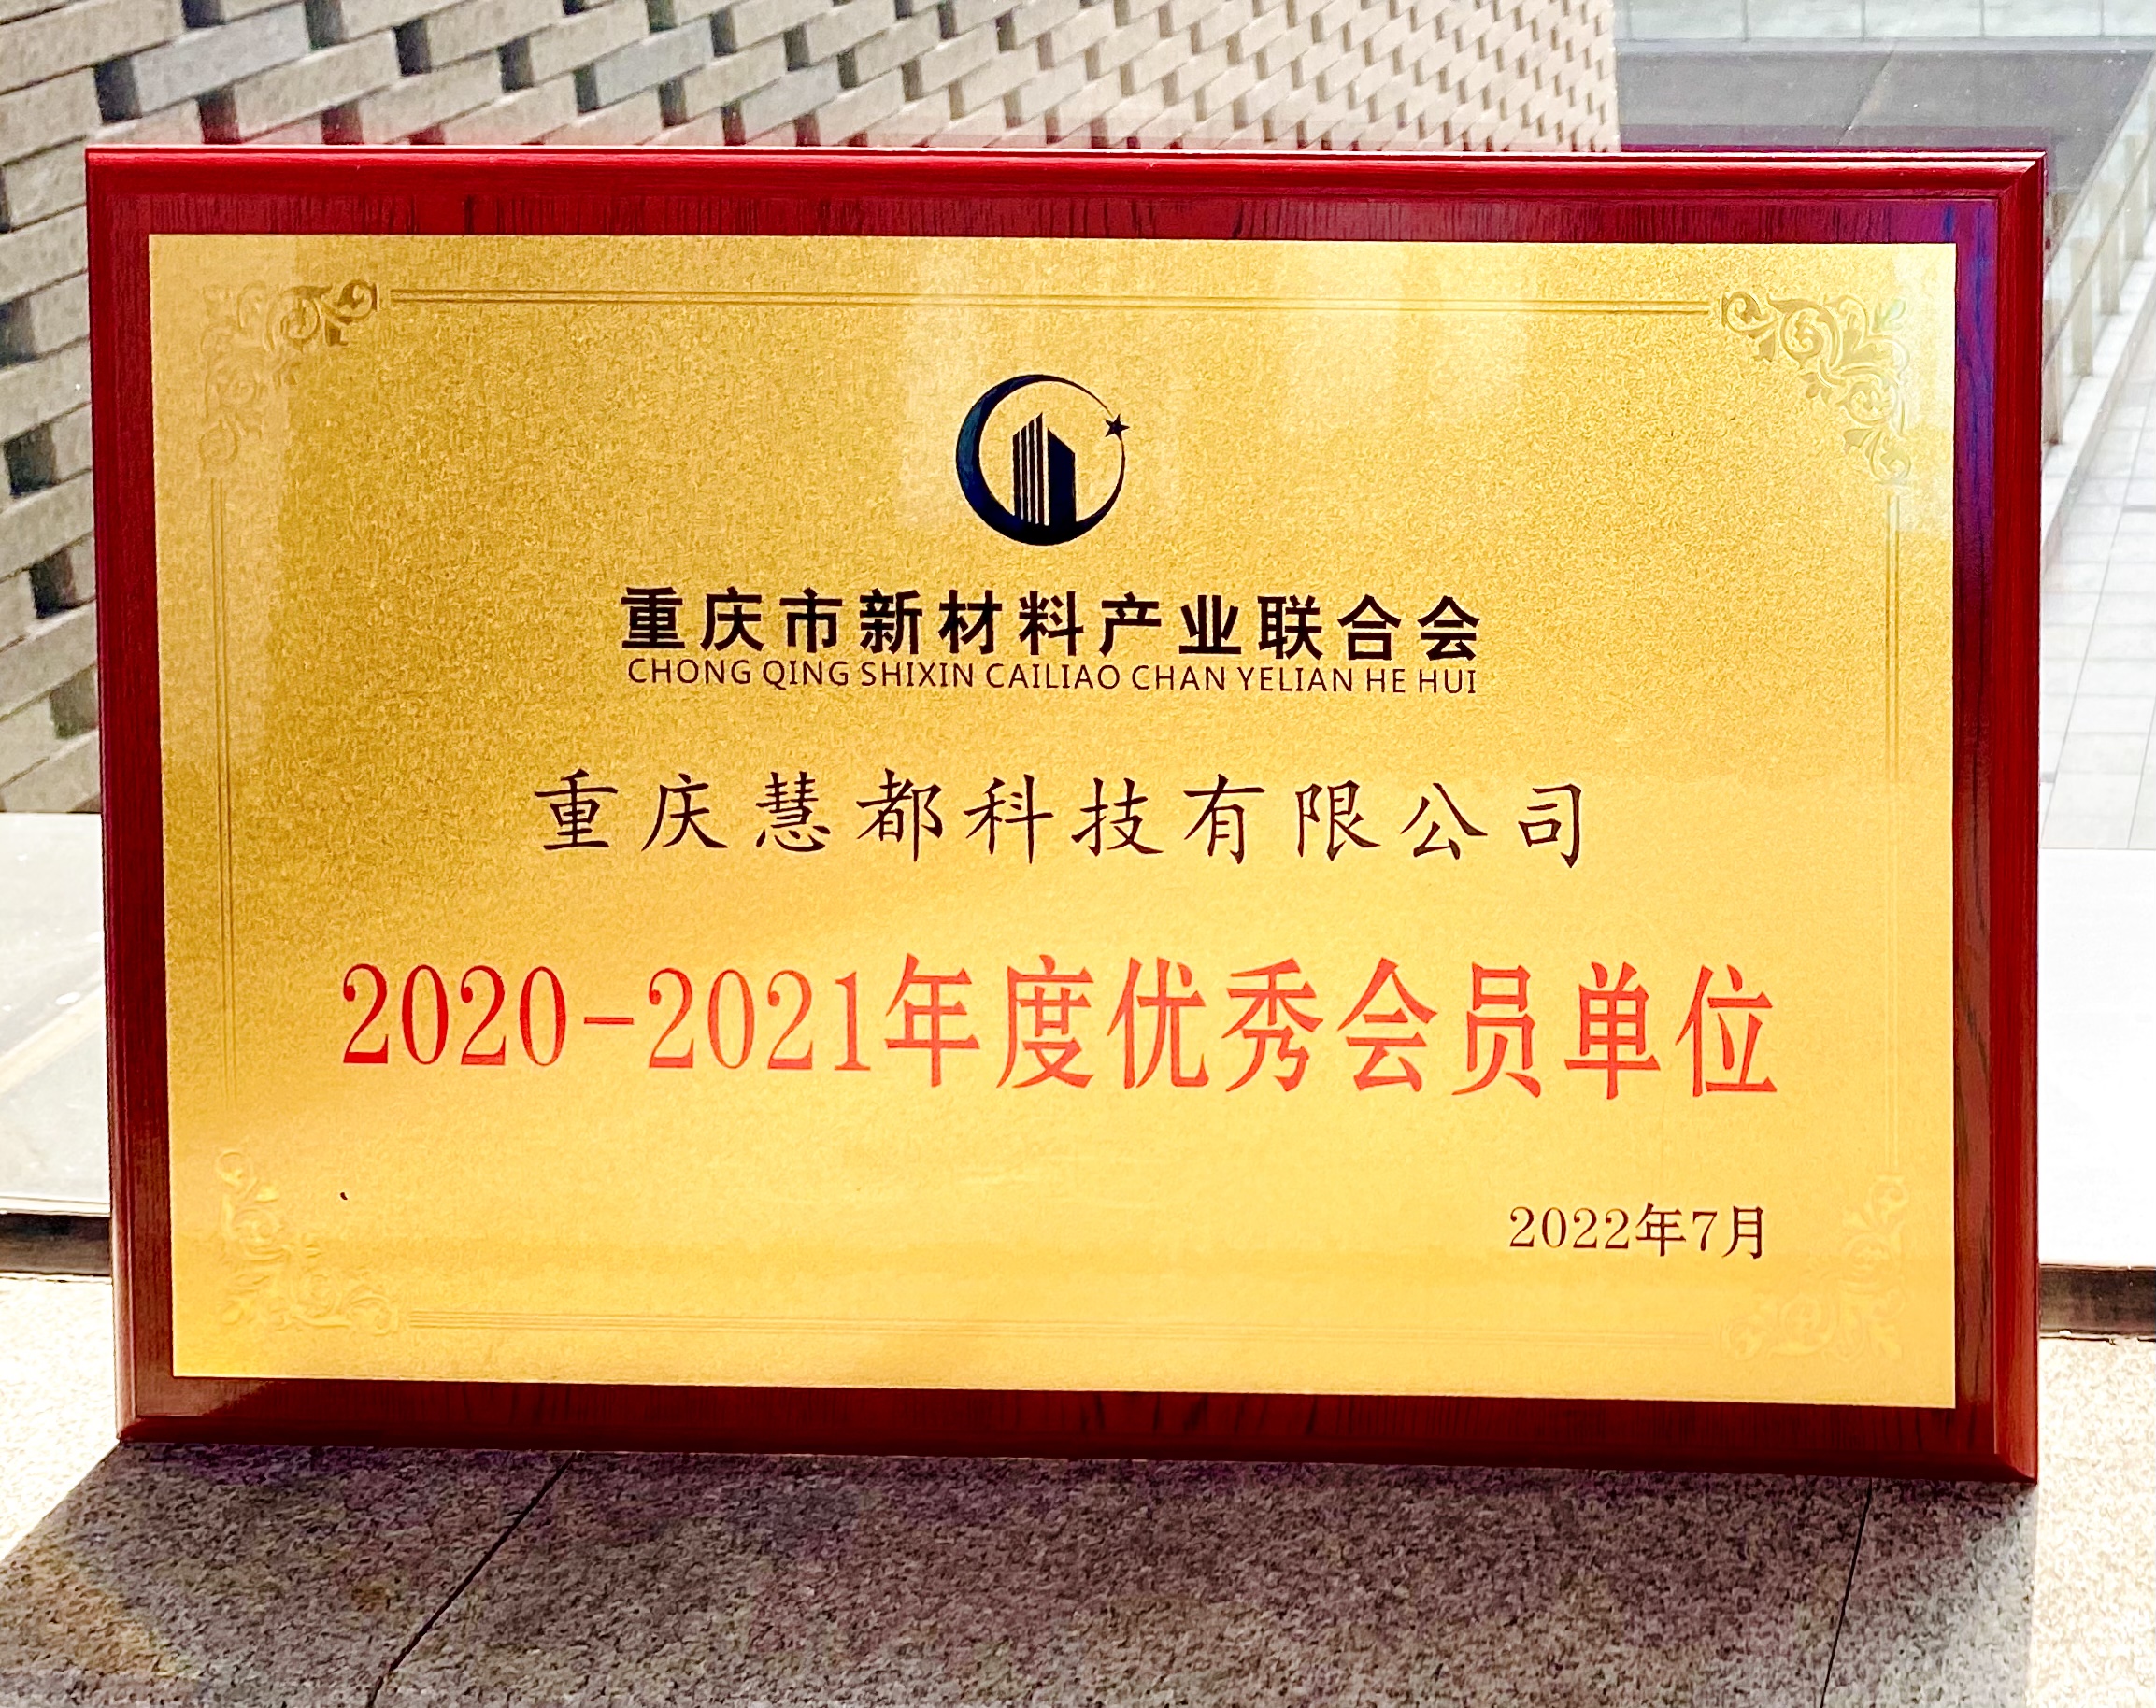 重庆市新材料产业联合会
CHONG QING SHIXIN CAILIAO CHAN YELIAN HE HUI
重庆慧都科技有限公司
2020-2021年度优秀会员单位
2022年7月